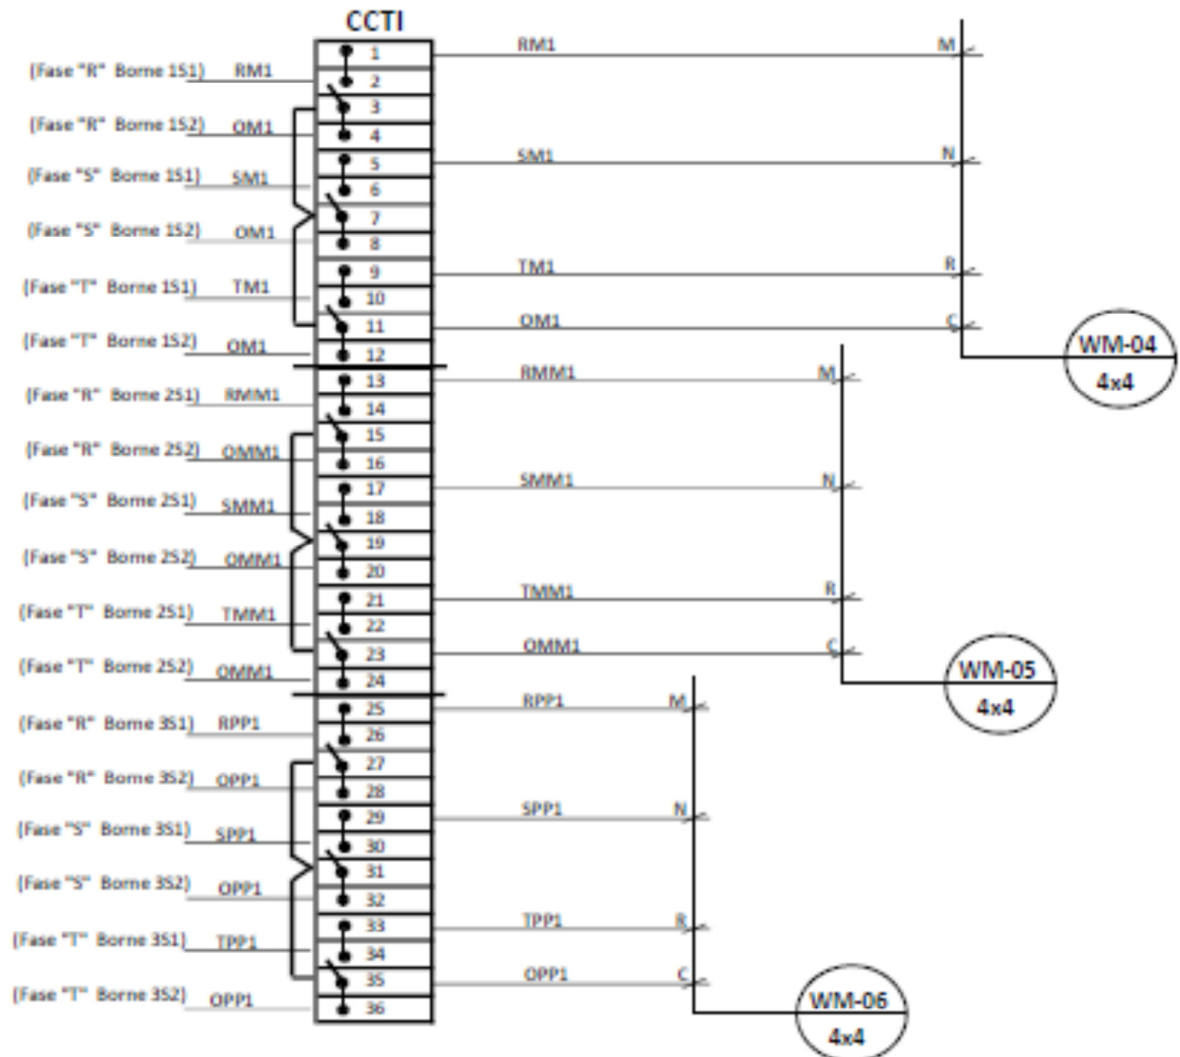 CCTI
1 RM1 M
(Fase "R" Borne 1S1) RM1 2
3
(Fase "R" Borne 1S2) OM1 4
5 SM1 N
(Fase "S" Borne 1S1) SM1 6
7
(Fase "S" Borne 1S2) OM1 8
9 TM1 R
(Fase "T" Borne 1S1) TM1 10
11 OM1 C
(Fase "T" Borne 1S2) OM1 12
WM-04
4x4
13 RMM1 M
(Fase "R" Borne 2S1) RMM1 14
15
(Fase "R" Borne 2S2) OMM1 16
17 SMM1 N
(Fase "S" Borne 2S1) SMM1 18
19
(Fase "S" Borne 2S2) OMM1 20
21 TMM1 R
(Fase "T" Borne 2S1) TMM1 22
23 OMM1 C
(Fase "T" Borne 2S2) OMM1 24
WM-05
4x4
25 RPP1 M
(Fase "R" Borne 3S1) RPP1 26
27
(Fase "R" Borne 3S2) OPP1 28
29 SPP1 N
(Fase "S" Borne 3S1) SPP1 30
31
(Fase "S" Borne 3S2) OPP1 32
33 TPP1 R
(Fase "T" Borne 3S1) TPP1 34
35 OPP1 C
(Fase "T" Borne 3S2) OPP1 36
WM-06
4x4